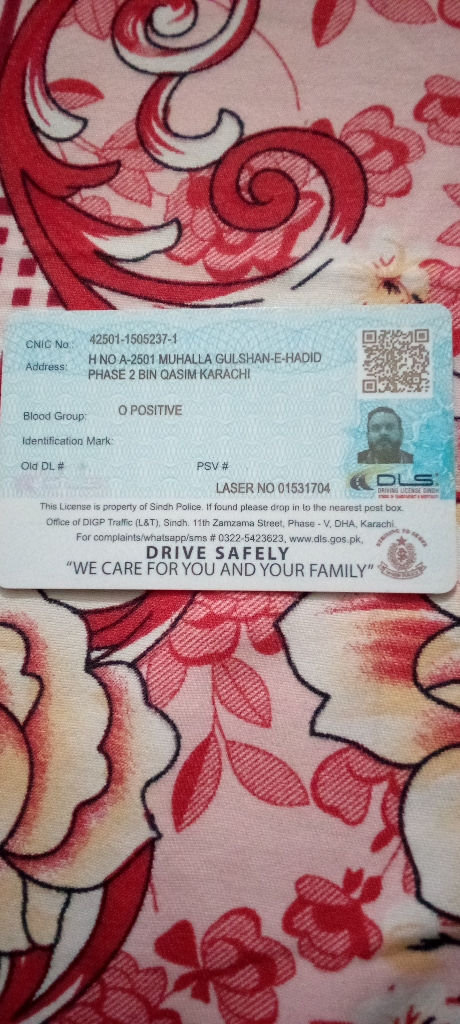 CNIC No.: 42501-1505237-1
Address: H NO A-2501 MUHALLA GULSHAN-E-HADID
PHASE 2 BIN QASIM KARACHI
Blood Group: O POSITIVE
Identification Mark:
Old DL # PSV #
DLS
DRIVING LICENSE SINDH
LASER NO 01531704
This License is property of Sindh Police. If found please drop in to the nearest post box.
Office of DIGP Traffic (L&T), Sindh. 11th Zamzama Street, Phase - V, DHA, Karachi.
For complaints/whatsapp/sms # 0322-5423623, www.dls.gos.pk,
DRIVE SAFELY
"WE CARE FOR YOU AND YOUR FAMILY"